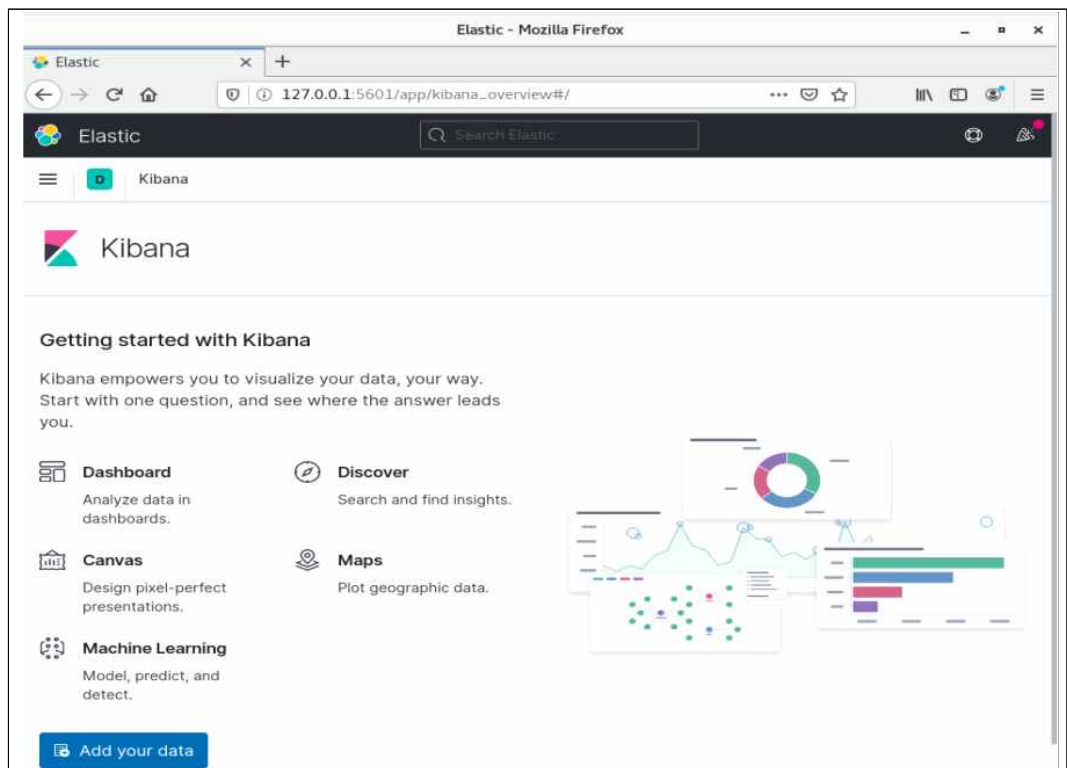 Elastic - Mozilla Firefox
Elastic
127.0.0.1:5601/app/kibana_overview#/
Elastic
Search Elastic
D
Kibana
Kibana
Getting started with Kibana
Kibana empowers you to visualize your data, your way.
Start with one question, and see where the answer leads
you.
Dashboard
Analyze data in
dashboards.
Discover
Search and find insights.
Canvas
Design pixel-perfect
presentations.
Maps
Plot geographic data.
Machine Learning
Model, predict, and
detect.
Add your data